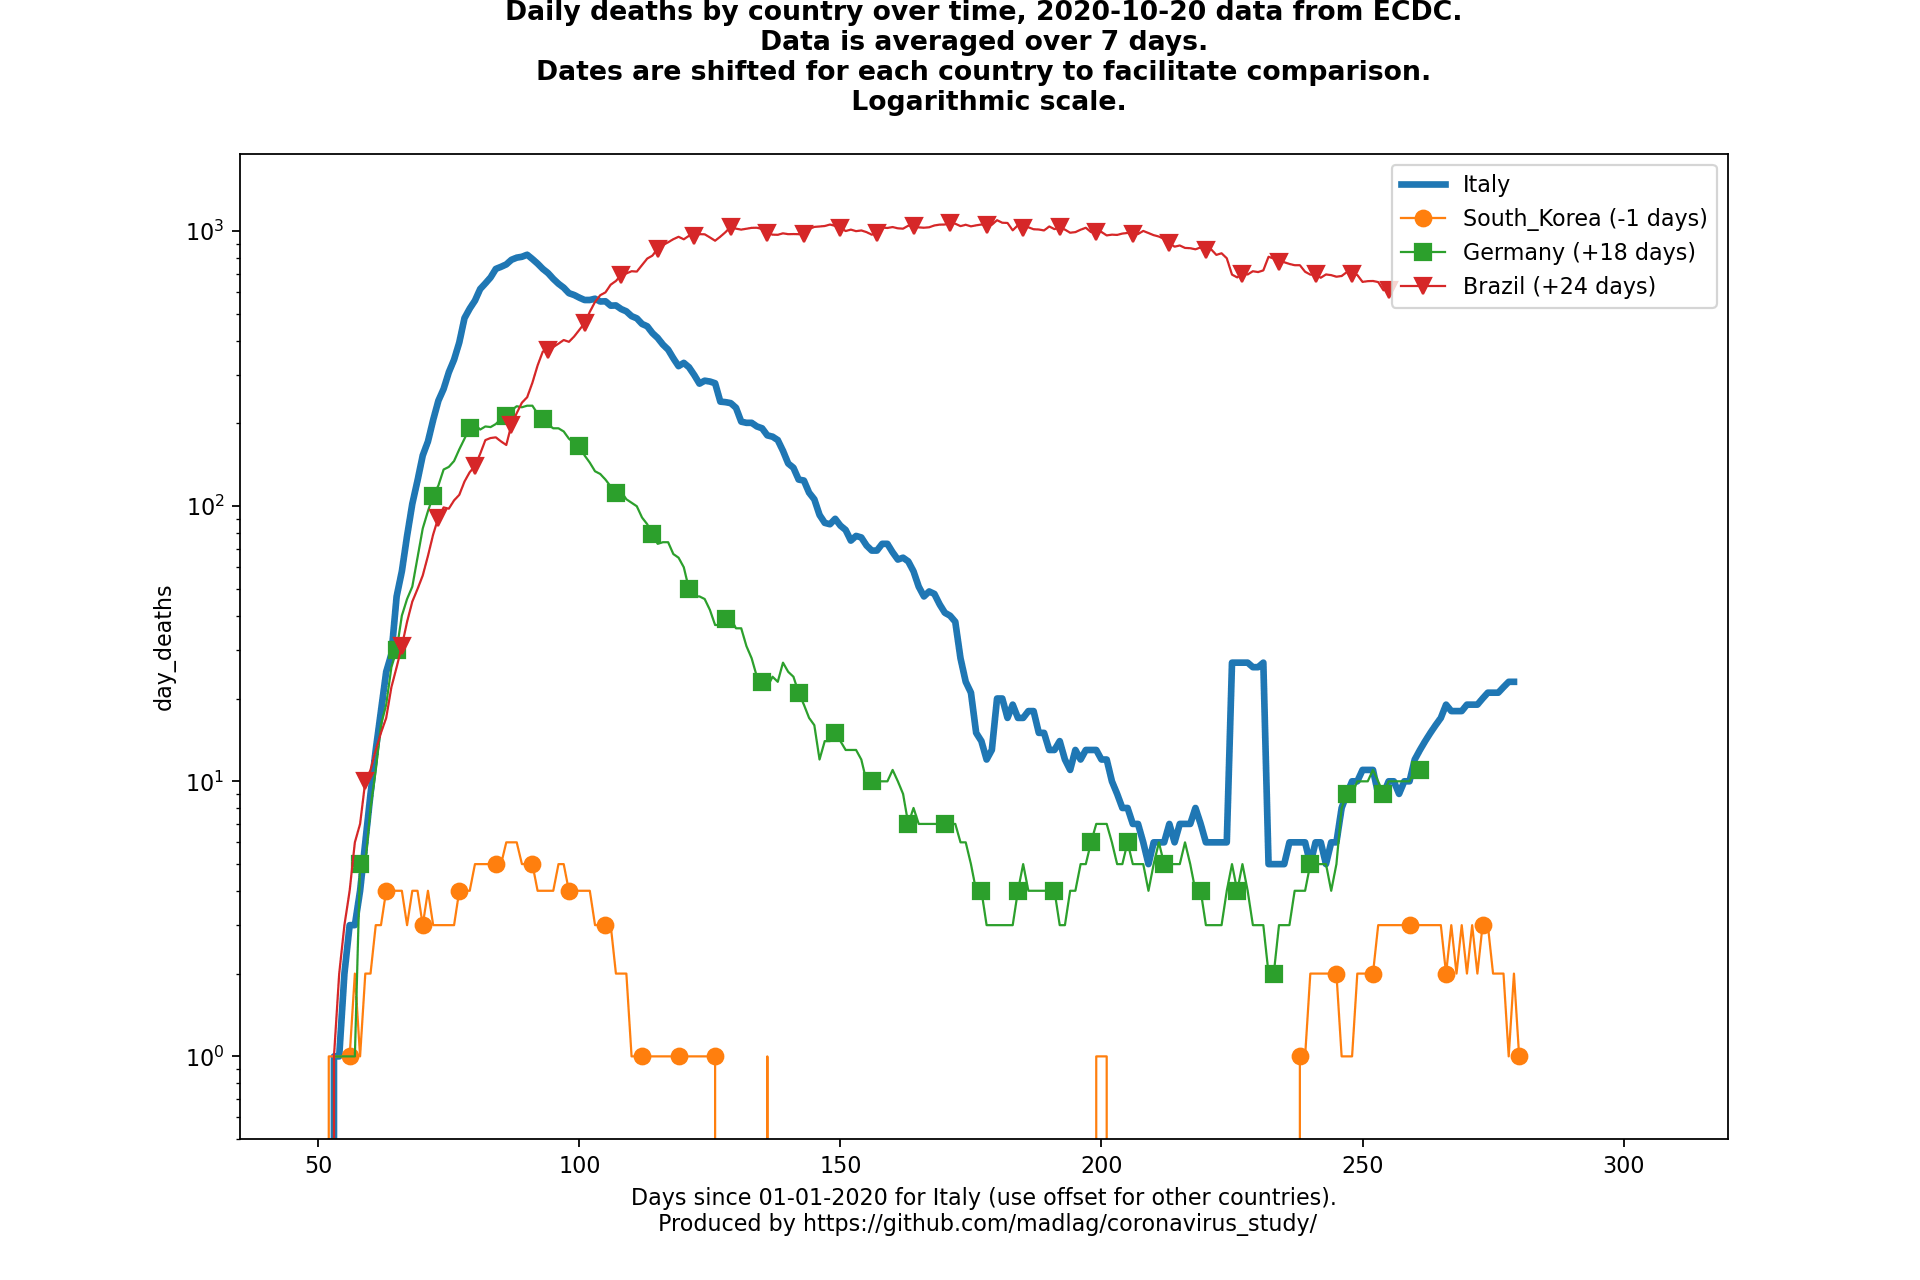 Daily deaths by country over time, 2020-10-20 data from ECDC.
Data is averaged over 7 days.
Dates are shifted for each country to facilitate comparison.
Logarithmic scale.
Italy
South_Korea (-1 days)
Germany (+18 days)
Brazil (+24 days)
10³
10²
10¹
10⁰
day_deaths
50 100 150 200 250 300
Days since 01-01-2020 for Italy (use offset for other countries).
Produced by https://github.com/madlag/coronavirus_study/